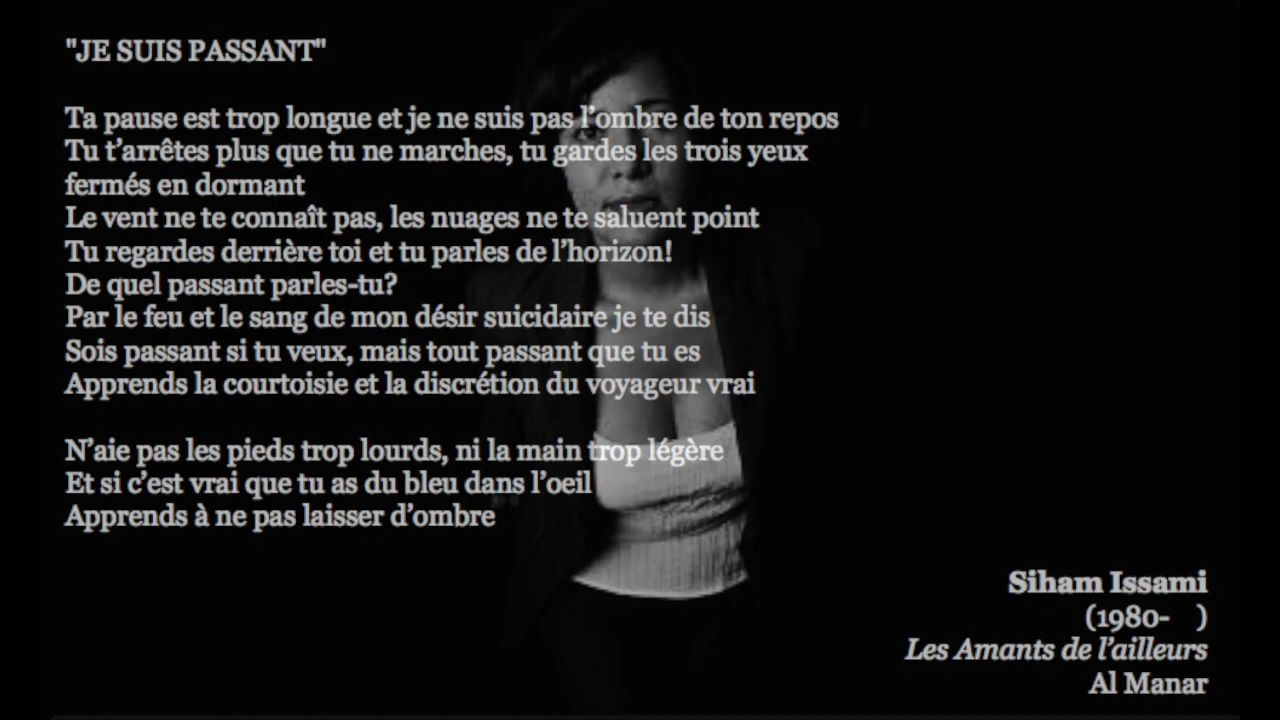 "JE SUIS PASSANT"
Ta pause est trop longue et je ne suis pas l’ombre de ton repos
Tu t’arrêtes plus que tu ne marches, tu gardes les trois yeux
fermés en dormant
Le vent ne te connaît pas, les nuages ne te saluent point
Tu regardes derrière toi et tu parles de l’horizon!
De quel passant parles-tu?
Par le feu et le sang de mon désir suicidaire je te dis
Sois passant si tu veux, mais tout passant que tu es
Apprends la courtoisie et la discrétion du voyageur vrai
N’aie pas les pieds trop lourds, ni la main trop légère
Et si c’est vrai que tu as du bleu dans l’oeil
Apprends à ne pas laisser d’ombre
Siham Issami
(1980- )
Les Amants de l’ailleurs
Al Manar